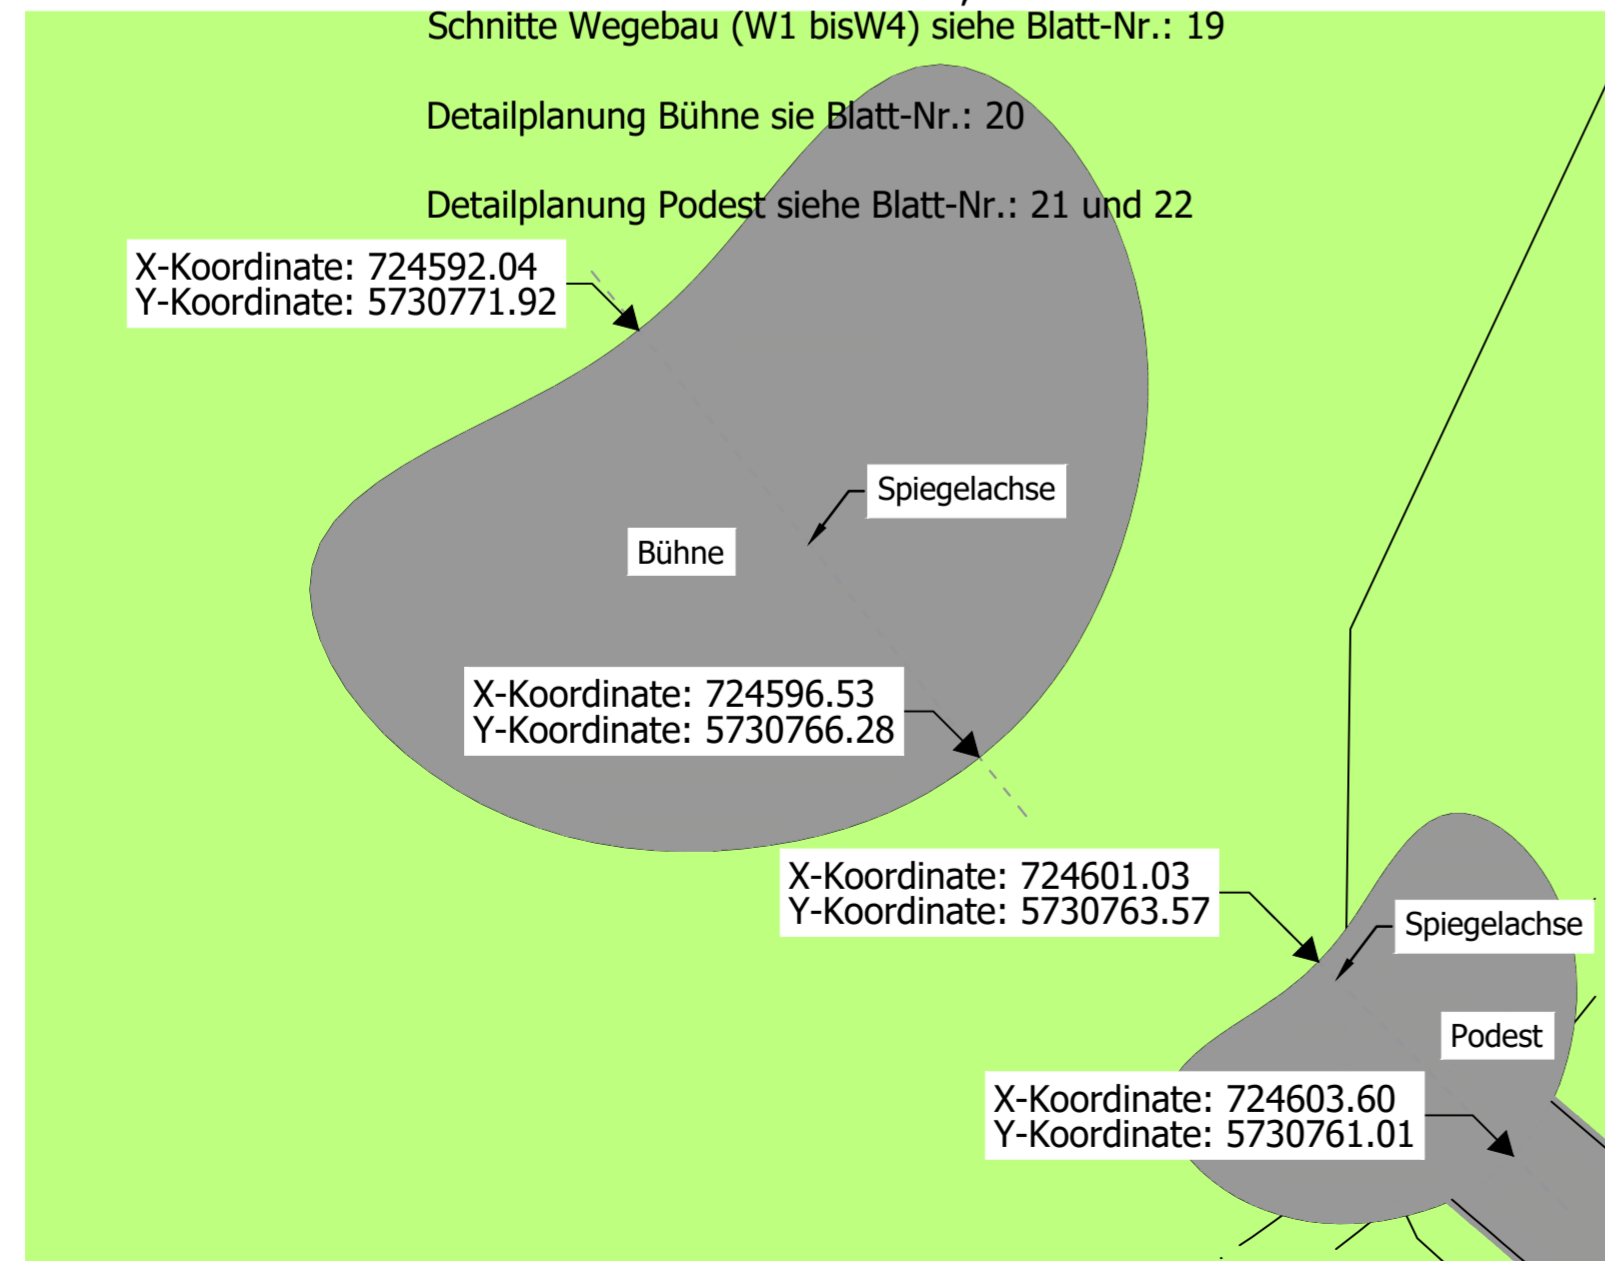 Schnitte Wegebau (W1 bisW4) siehe Blatt-Nr.: 19
Detailplanung Bühne sie Blatt-Nr.: 20
Detailplanung Podest siehe Blatt-Nr.: 21 und 22
X-Koordinate: 724592.04
Y-Koordinate: 5730771.92
Spiegelachse
Bühne
X-Koordinate: 724596.53
Y-Koordinate: 5730766.28
X-Koordinate: 724601.03
Y-Koordinate: 5730763.57
Spiegelachse
Podest
X-Koordinate: 724603.60
Y-Koordinate: 5730761.01